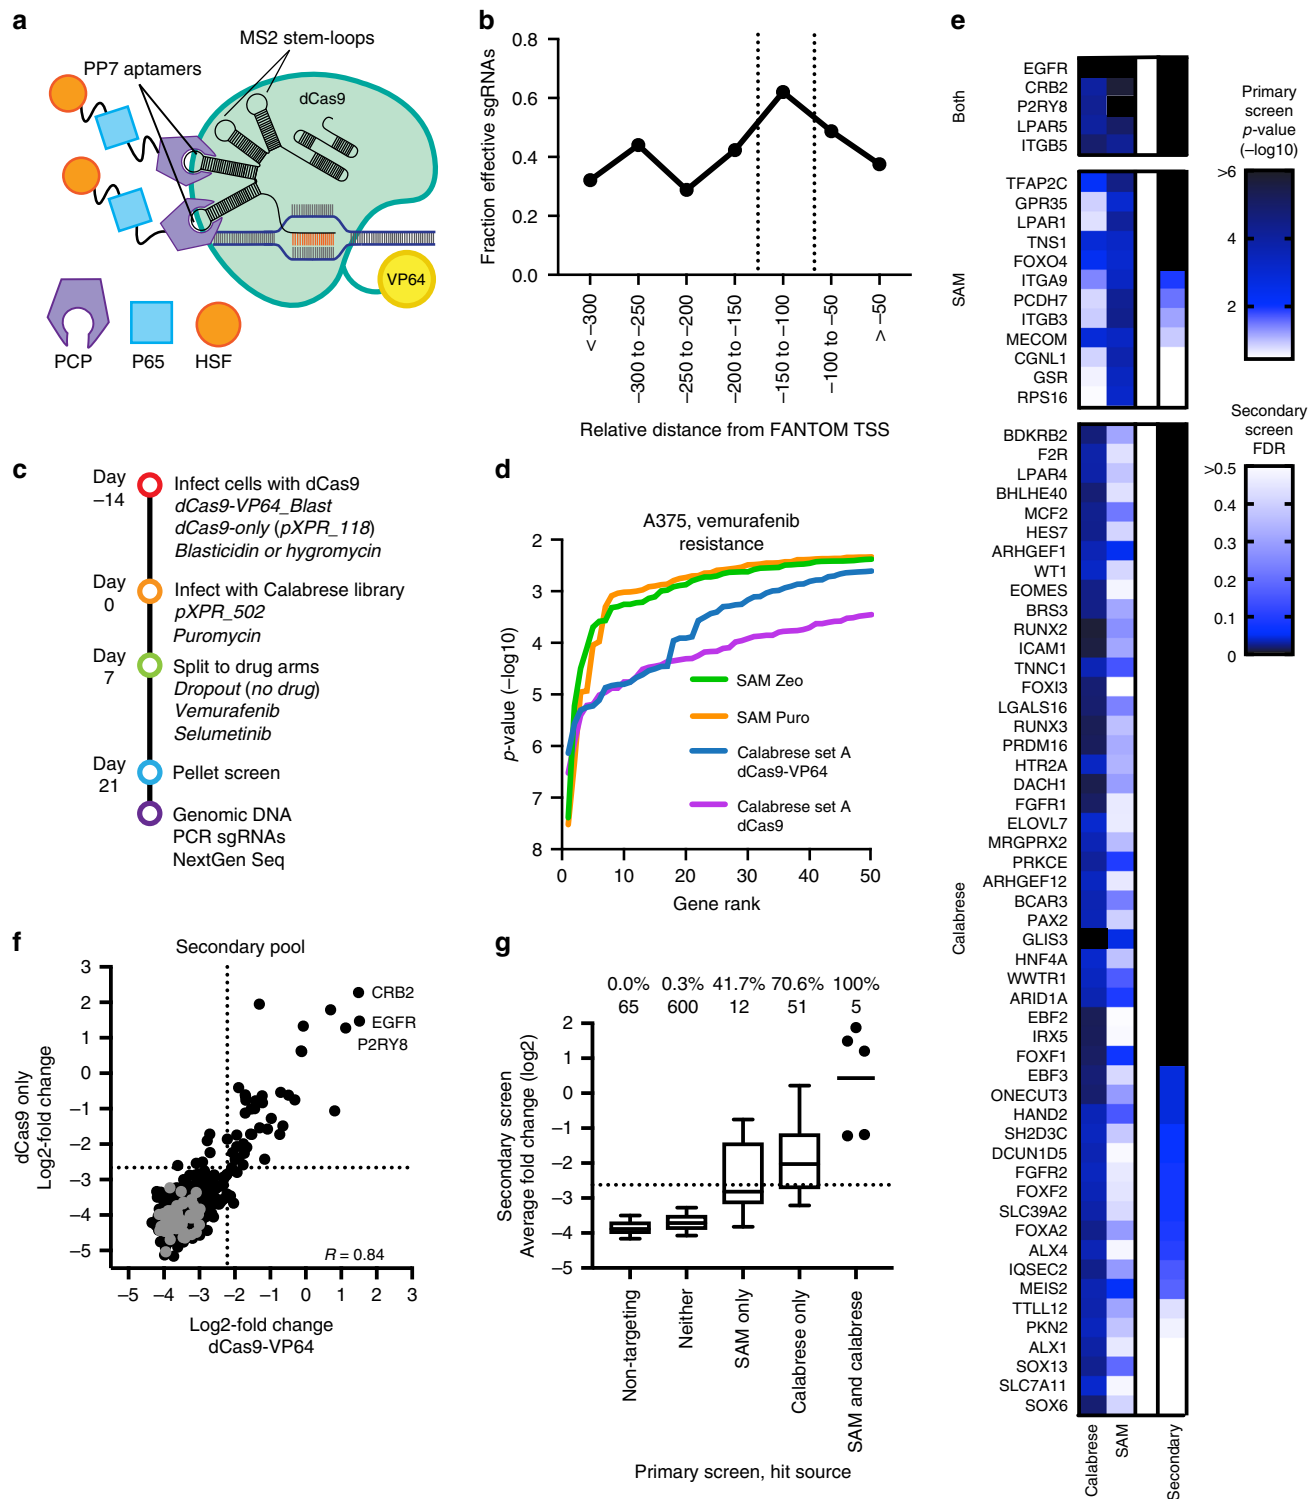 a
MS2 stem-loops
PP7 aptamers
dCas9
VP64
PCP
P65
HSF
b
Fraction effective sgRNAs
0.8
0.6
0.4
0.2
0.0
< −300
−300 to −250
−250 to −200
−200 to −150
−150 to −100
−100 to −50
> −50
Relative distance from FANTOM TSS
c
Day −14
Infect cells with dCas9
dCas9-VP64_Blast
dCas9-only (pXPR_118)
Blasticidin or hygromycin
Day 0
Infect with Calabrese library
pXPR_502
Puromycin
Day 7
Split to drug arms
Dropout (no drug)
Vemurafenib
Selumetinib
Day 21
Pellet screen
Genomic DNA
PCR sgRNAs
NextGen Seq
d
A375, vemurafenib
resistance
p-value (−log10)
2
3
4
5
6
7
8
SAM Zeo
SAM Puro
Calabrese set A
dCas9-VP64
Calabrese set A
dCas9
0 10 20 30 40 50
Gene rank
e
Both
EGFR
CRB2
P2RY8
LPAR5
ITGB5
SAM
TFAP2C
GPR35
LPAR1
TNS1
FOXO4
ITGA9
PCDH7
ITGB3
MECOM
CGNL1
GSR
RPS16
Calabrese
BDKRB2
F2R
LPAR4
BHLHE40
MCF2
HES7
ARHGEF1
WT1
EOMES
BRS3
RUNX2
ICAM1
TNNC1
FOXI3
LGALS16
RUNX3
PRDM16
HTR2A
DACH1
FGFR1
ELOVL7
MRGPRX2
PRKCE
ARHGEF12
BCAR3
PAX2
GLIS3
HNF4A
WWTR1
ARID1A
EBF2
IRX5
FOXF1
EBF3
ONECUT3
HAND2
SH2D3C
DCUN1D5
FGFR2
FOXF2
SLC39A2
FOXA2
ALX4
IQSEC2
MEIS2
TTLL12
PKN2
ALX1
SOX13
SLC7A11
SOX6
Calabrese
SAM
Secondary
Primary
screen
p-value
(−log10)
>6
4
2
Secondary
screen
FDR
>0.5
0.4
0.3
0.2
0.1
0
f
Secondary pool
dCas9 only
Log2-fold change
3
2
1
0
−1
−2
−3
−4
−5
CRB2
EGFR
P2RY8
R = 0.84
−5 −4 −3 −2 −1 0 1 2 3
Log2-fold change
dCas9-VP64
g
0.0% 0.3% 41.7% 70.6% 100%
65 600 12 51 5
Secondary screen
Average fold change (log2)
2
1
0
−1
−2
−3
−4
−5
Non-targeting
Neither
SAM only
Calabrese only
SAM and calabrese
Primary screen, hit source